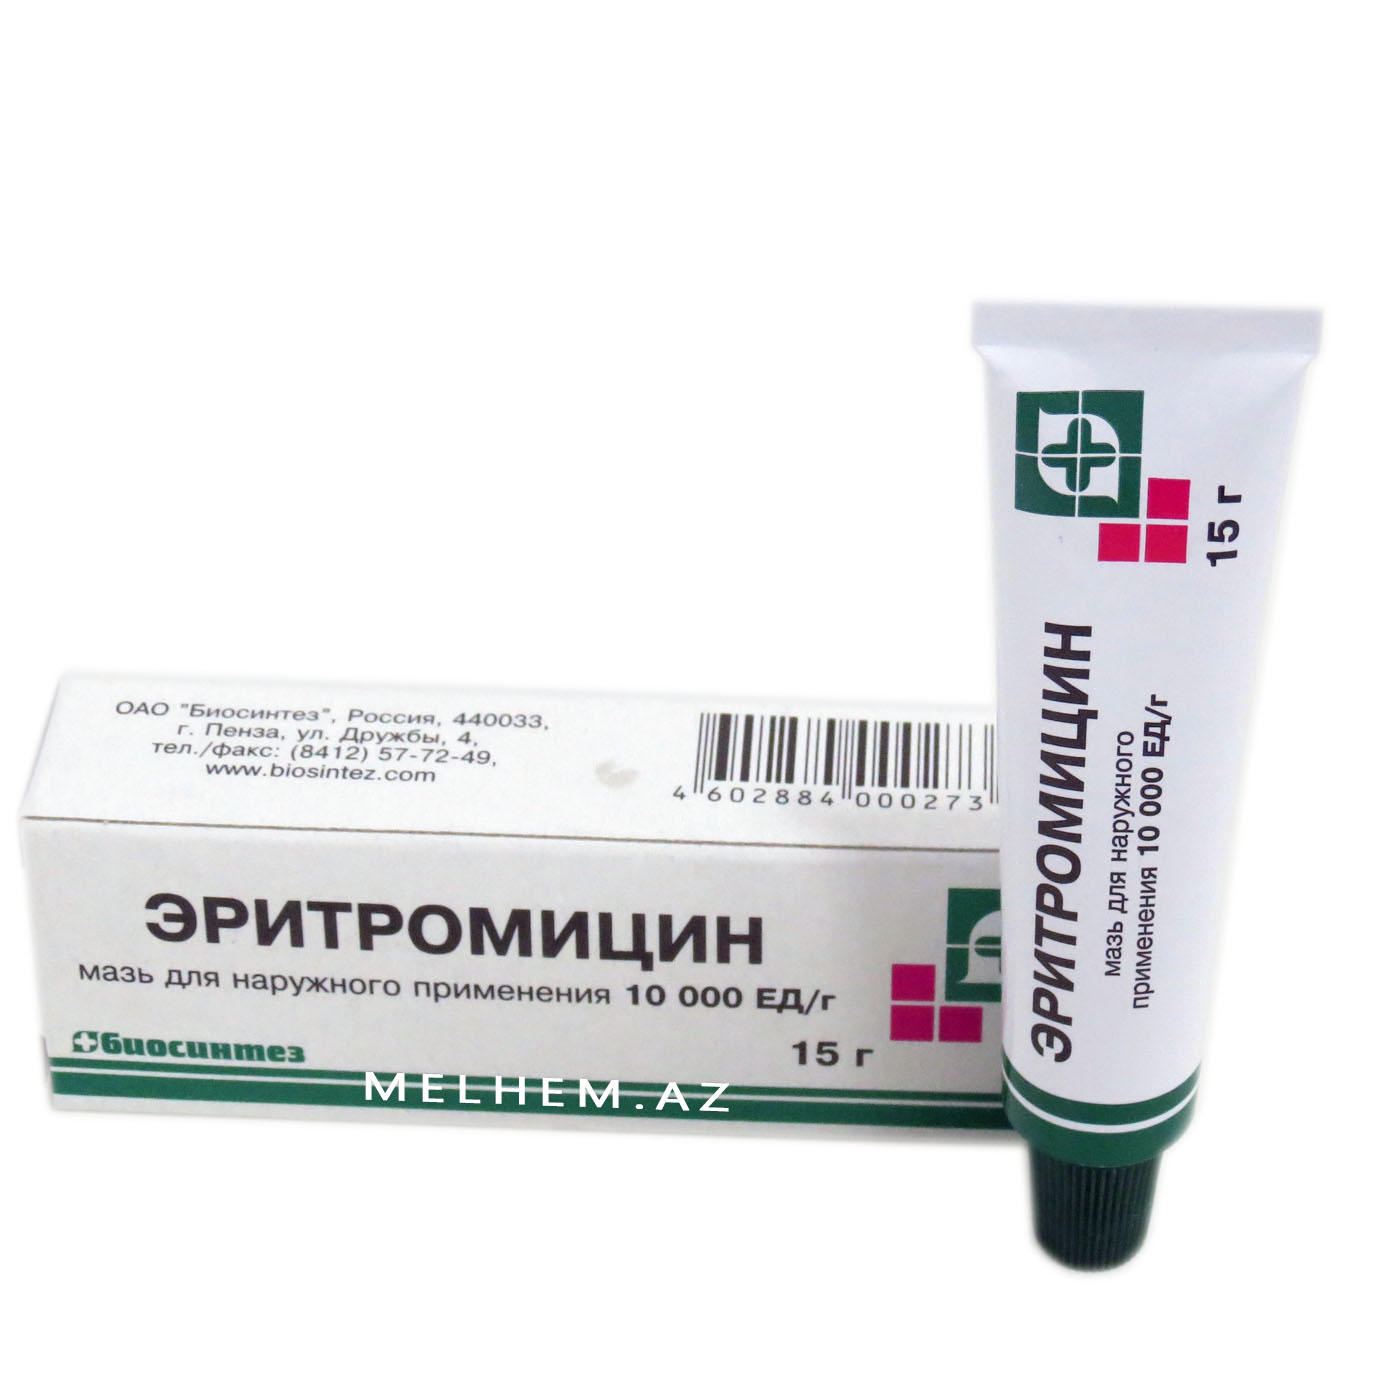 ОАО "Биосинтез", Россия, 440033,
г. Пенза, ул. Дружбы, 4,
тел./факс: (8412) 57-72-49,
www.biosintez.com
4 602884 000273
ЭРИТРОМИЦИН
мазь для наружного применения 10 000 ЕД/г
биосинтез
15 г
MELHEM.AZ
15 г
ЭРИТРОМИЦИН
мазь для наружного
применения 10 000 ЕД/г